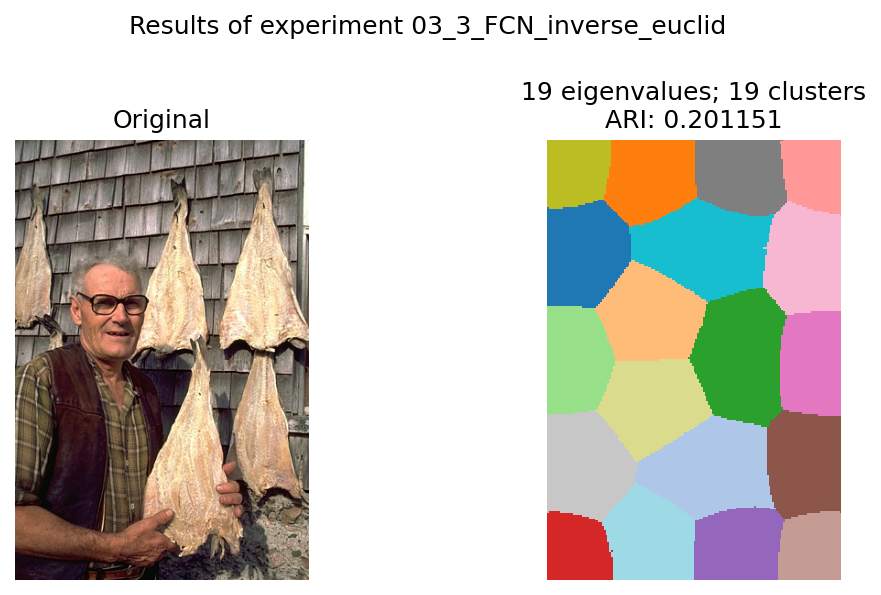 Results of experiment 03_3_FCN_inverse_euclid
Original
19 eigenvalues; 19 clusters
ARI: 0.201151